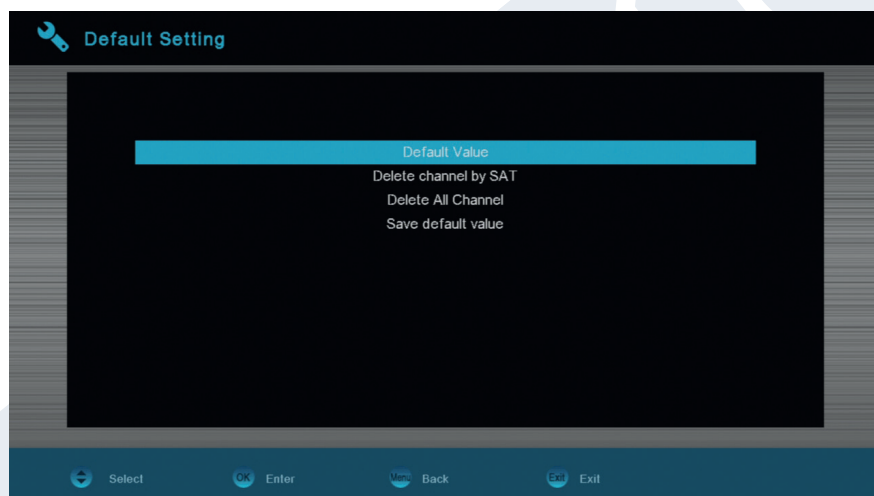 Default Setting
Default Value
Delete channel by SAT
Delete All Channel
Save default value
Select OK Enter Menu Back Exit Exit